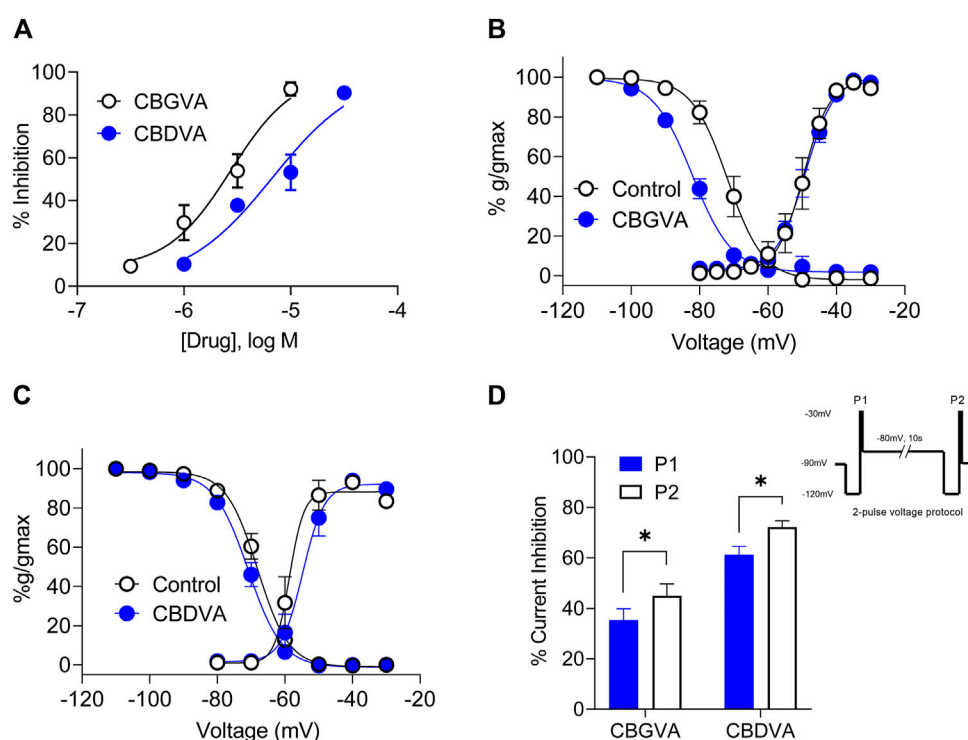 A
% Inhibition
100
80
60
40
20
0
CBGVA
CBDVA
-7
-6
-5
-4
[Drug], log M
B
% g/gmax
100
80
60
40
20
0
Control
CBGVA
-120
-100
-80
-60
-40
-20
Voltage (mV)
C
%g/gmax
100
80
60
40
20
0
Control
CBDVA
-120
-100
-80
-60
-40
-20
Voltage (mV)
D
% Current Inhibition
100
80
60
40
20
0
P1
P2
*
*
CBGVA
CBDVA
P1
P2
-30mV
-80mV, 10s
-90mV
-120mV
2-pulse voltage protocol